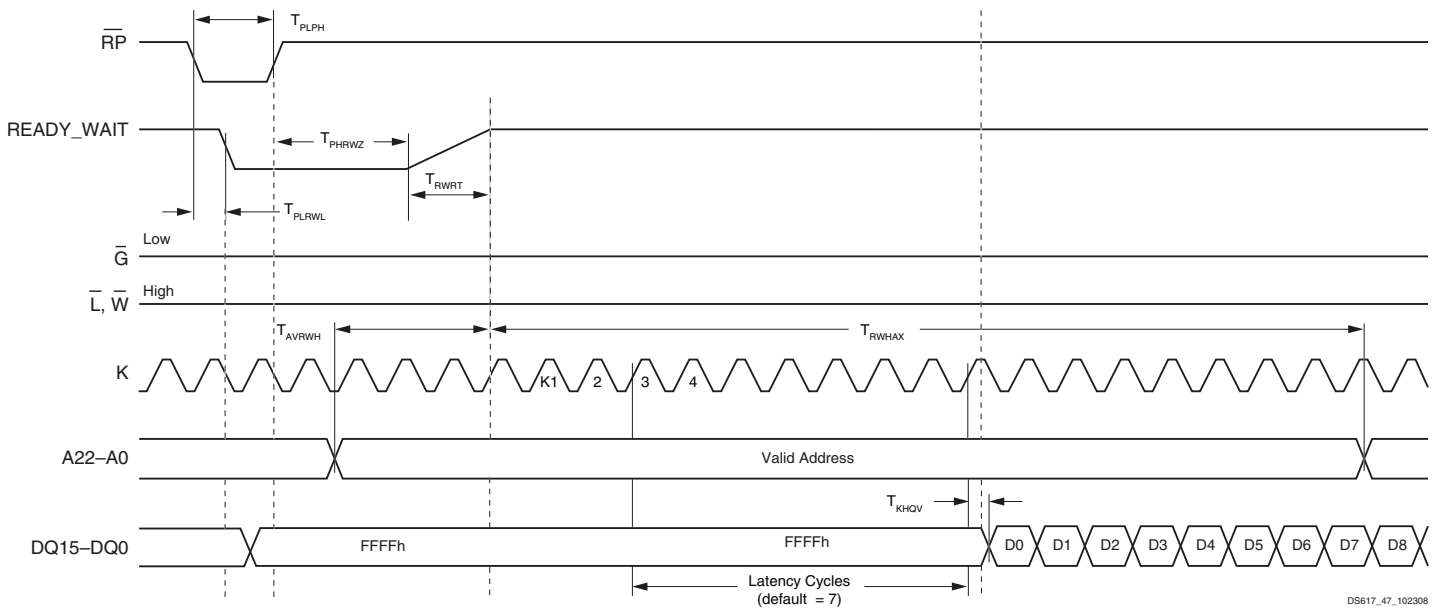 T_PLPH
R̅P̅
READY_WAIT
T_PHRWZ
T_RWRT
T_PLRWL
Low
G̅
High
L̅, W̅
T_AVRWH
T_RWHAX
K
K1 2 3 4
A22–A0
Valid Address
T_KHQV
DQ15–DQ0
FFFFh FFFFh D0 D1 D2 D3 D4 D5 D6 D7 D8
Latency Cycles
(default = 7)
DS617_47_102308